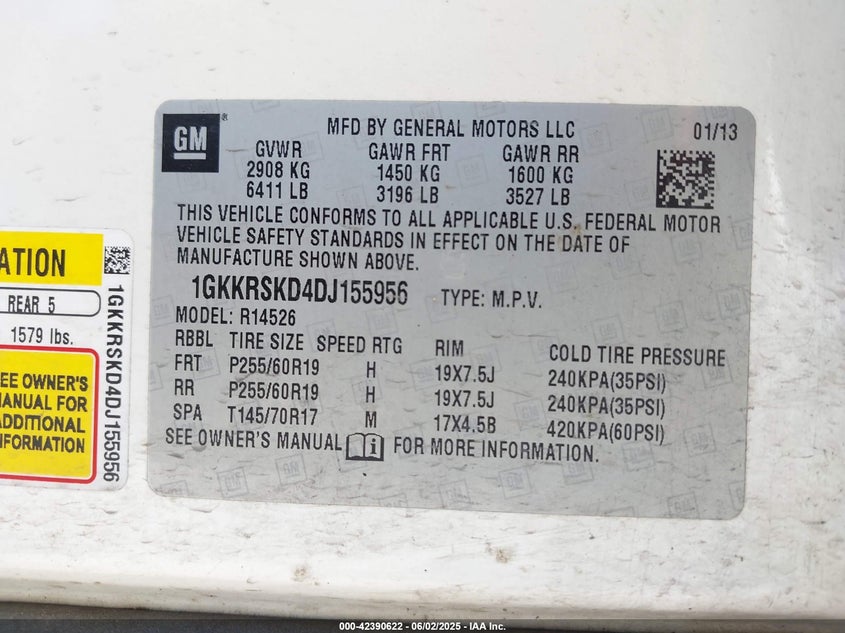 GM ®
MFD BY GENERAL MOTORS LLC 01/13
GVWR GAWR FRT GAWR RR
2908 KG 1450 KG 1600 KG
6411 LB 3196 LB 3527 LB
THIS VEHICLE CONFORMS TO ALL APPLICABLE U.S. FEDERAL MOTOR
VEHICLE SAFETY STANDARDS IN EFFECT ON THE DATE OF
MANUFACTURE SHOWN ABOVE.
1GKKRSKD4DJ155956 TYPE: M.P.V.
MODEL: R14526
RBBL TIRE SIZE SPEED RTG RIM COLD TIRE PRESSURE
FRT P255/60R19 H 19X7.5J 240KPA(35PSI)
RR P255/60R19 H 19X7.5J 240KPA(35PSI)
SPA T145/70R17 M 17X4.5B 420KPA(60PSI)
SEE OWNER'S MANUAL FOR MORE INFORMATION.
ATION
REAR 5
1579 lbs.
EE OWNER'S
ANUAL FOR
ADDITIONAL
NFORMATION
1GKKRSKD4DJ155956
000-42390622 - 06/02/2025 - IAA Inc.